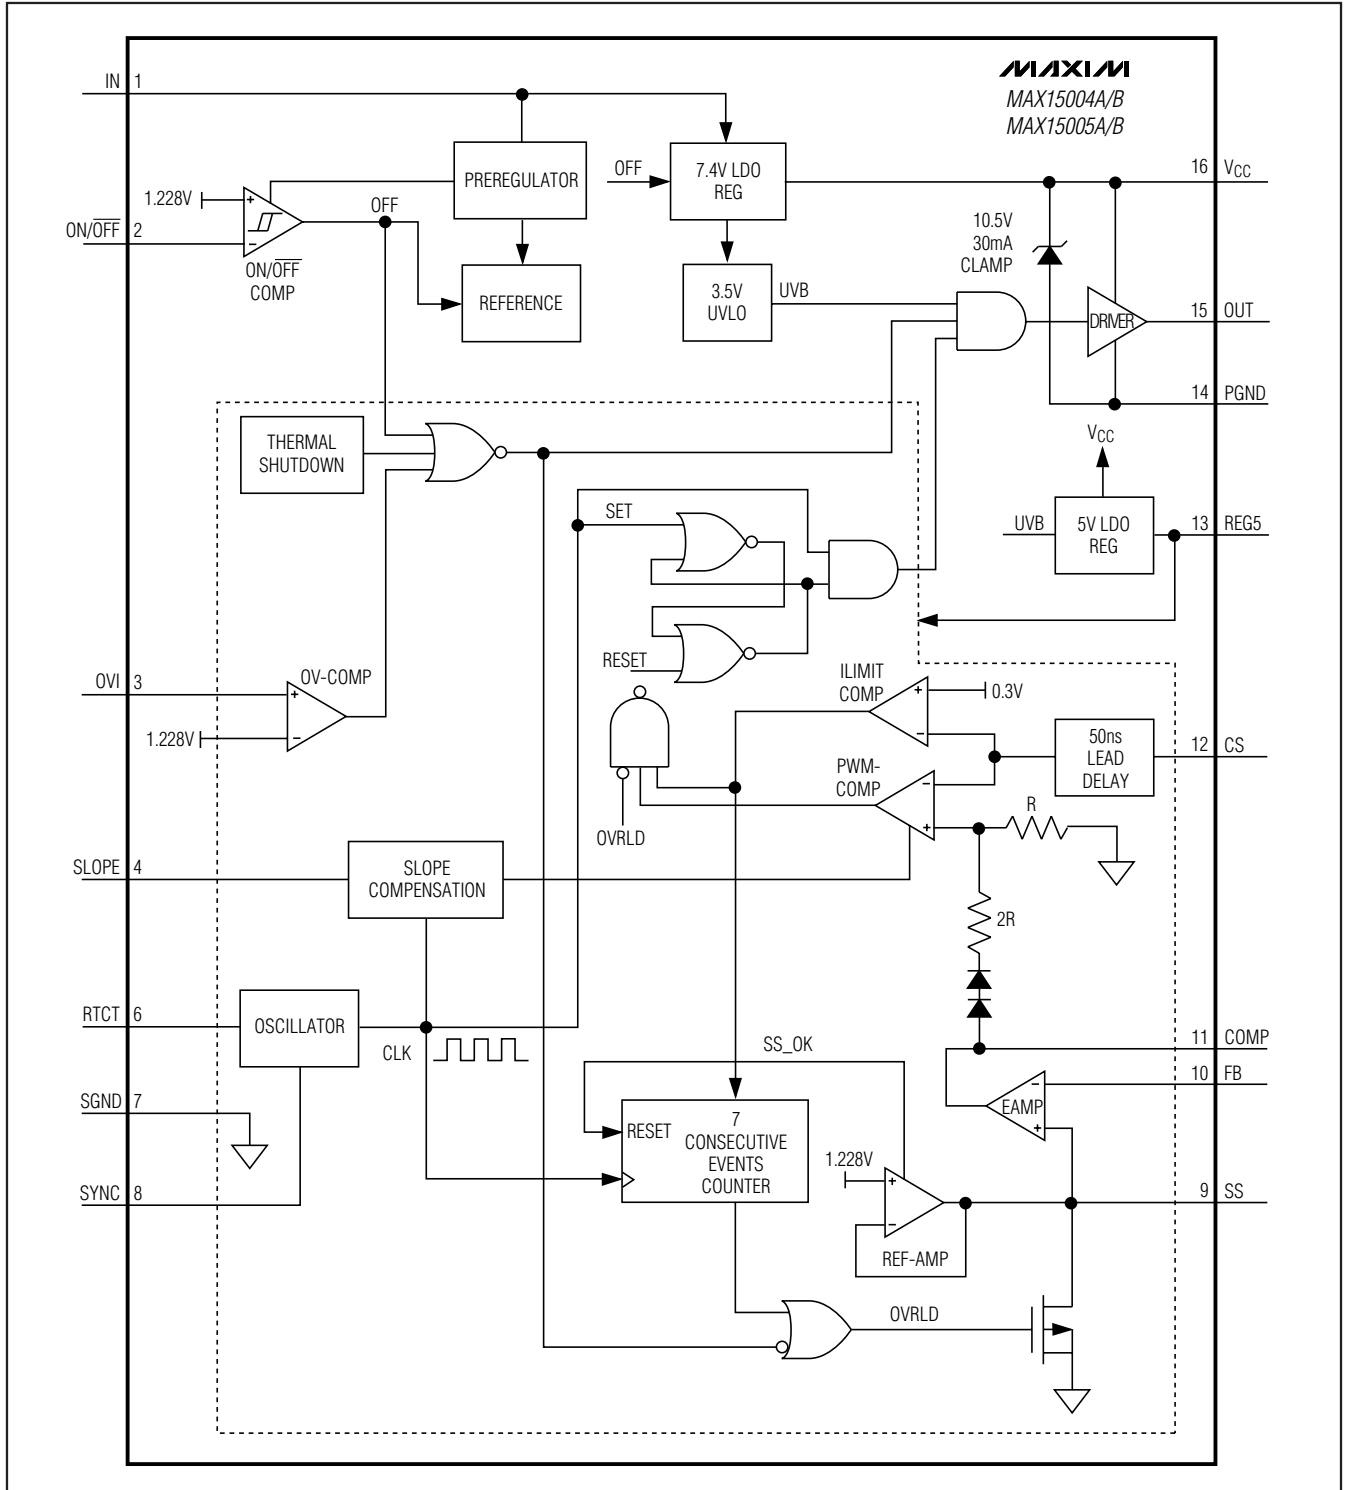 MAXIM
MAX15004A/B
MAX15005A/B
IN 1
PREREGULATOR
OFF
7.4V LDO
REG
16 VCC
1.228V
+
−
ON/OFF 2
ON/OFF
COMP
OFF
REFERENCE
3.5V
UVLO
UVB
10.5V
30mA
CLAMP
DRIVER
15 OUT
14 PGND
THERMAL
SHUTDOWN
VCC
UVB
5V LDO
REG
13 REG5
SET
RESET
OVI 3
OV-COMP
+
−
1.228V
ILIMIT
COMP
+
−
0.3V
50ns
LEAD
DELAY
12 CS
PWM-
COMP
−
+
R
OVRLD
SLOPE 4
SLOPE
COMPENSATION
2R
RTCT 6
OSCILLATOR
CLK
SS_OK
11 COMP
10 FB
EAMP
−
+
SGND 7
RESET
7
CONSECUTIVE
EVENTS
COUNTER
1.228V
+
−
REF-AMP
SYNC 8
9 SS
OVRLD